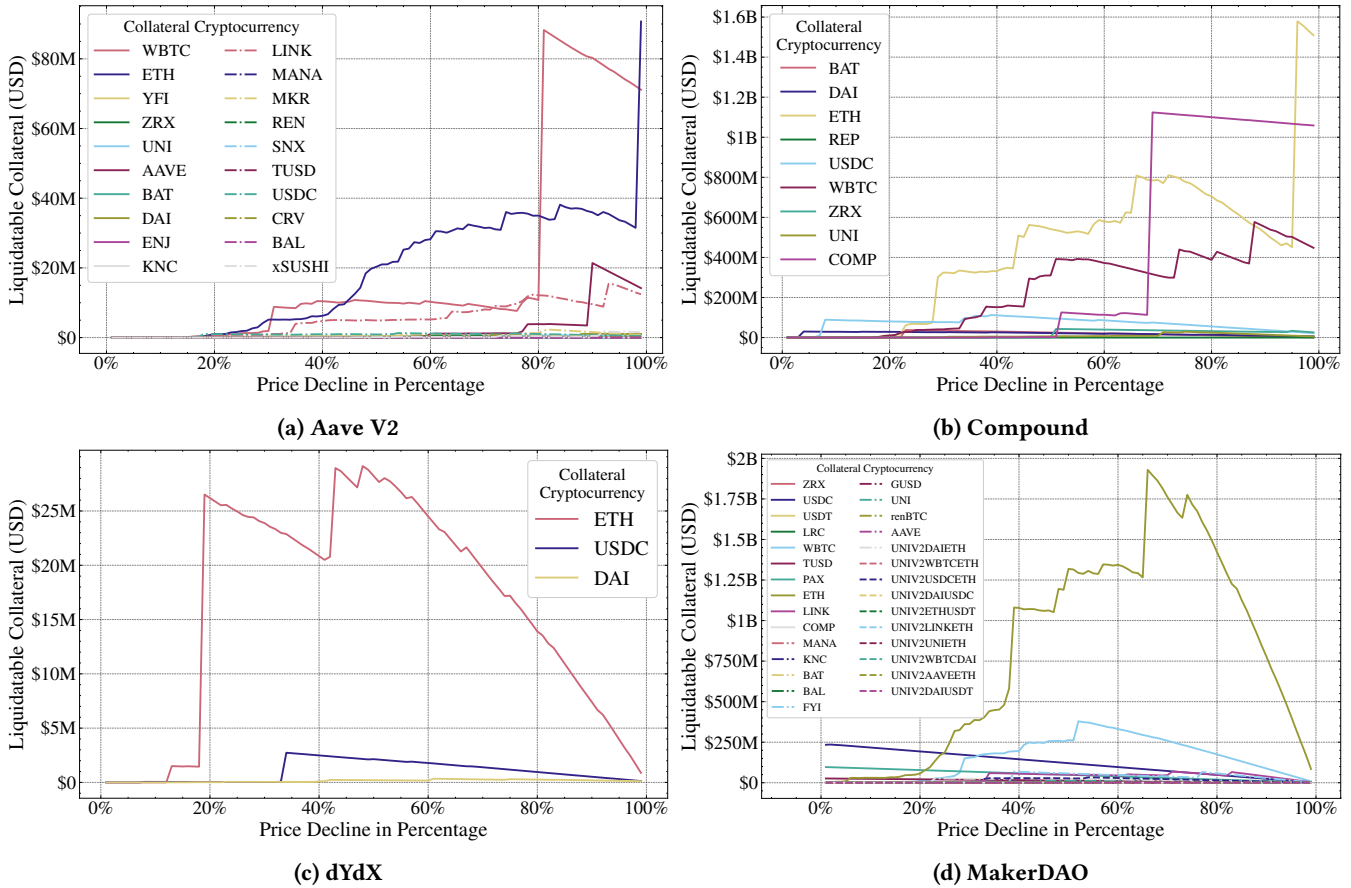 Liquidatable Collateral (USD)
$80M
$60M
$40M
$20M
$0
Collateral Cryptocurrency
WBTC
ETH
YFI
ZRX
UNI
AAVE
BAT
DAI
ENJ
KNC
LINK
MANA
MKR
REN
SNX
TUSD
USDC
CRV
BAL
xSUSHI
0% 20% 40% 60% 80% 100%
Price Decline in Percentage
(a) Aave V2
Liquidatable Collateral (USD)
$1.6B
$1.2B
$1B
$800M
$600M
$400M
$200M
$0
Collateral
Cryptocurrency
BAT
DAI
ETH
REP
USDC
WBTC
ZRX
UNI
COMP
0% 20% 40% 60% 80% 100%
Price Decline in Percentage
(b) Compound
Liquidatable Collateral (USD)
$25M
$20M
$15M
$10M
$5M
$0
Collateral
Cryptocurrency
ETH
USDC
DAI
0% 20% 40% 60% 80% 100%
Price Decline in Percentage
(c) dYdX
Liquidatable Collateral (USD)
$2B
$1.75B
$1.5B
$1.25B
$1B
$750M
$500M
$250M
$0
Collateral Cryptocurrency
ZRX
USDC
USDT
LRC
WBTC
TUSD
PAX
ETH
LINK
COMP
MANA
KNC
BAT
BAL
FYI
GUSD
UNI
renBTC
AAVE
UNIV2DAIETH
UNIV2WBTCETH
UNIV2USDCETH
UNIV2DAIUSDC
UNIV2ETHUSDT
UNIV2LINKETH
UNIV2UNIETH
UNIV2WBTCDAI
UNIV2AAVEETH
UNIV2DAIUSDT
0% 20% 40% 60% 80% 100%
Price Decline in Percentage
(d) MakerDAO